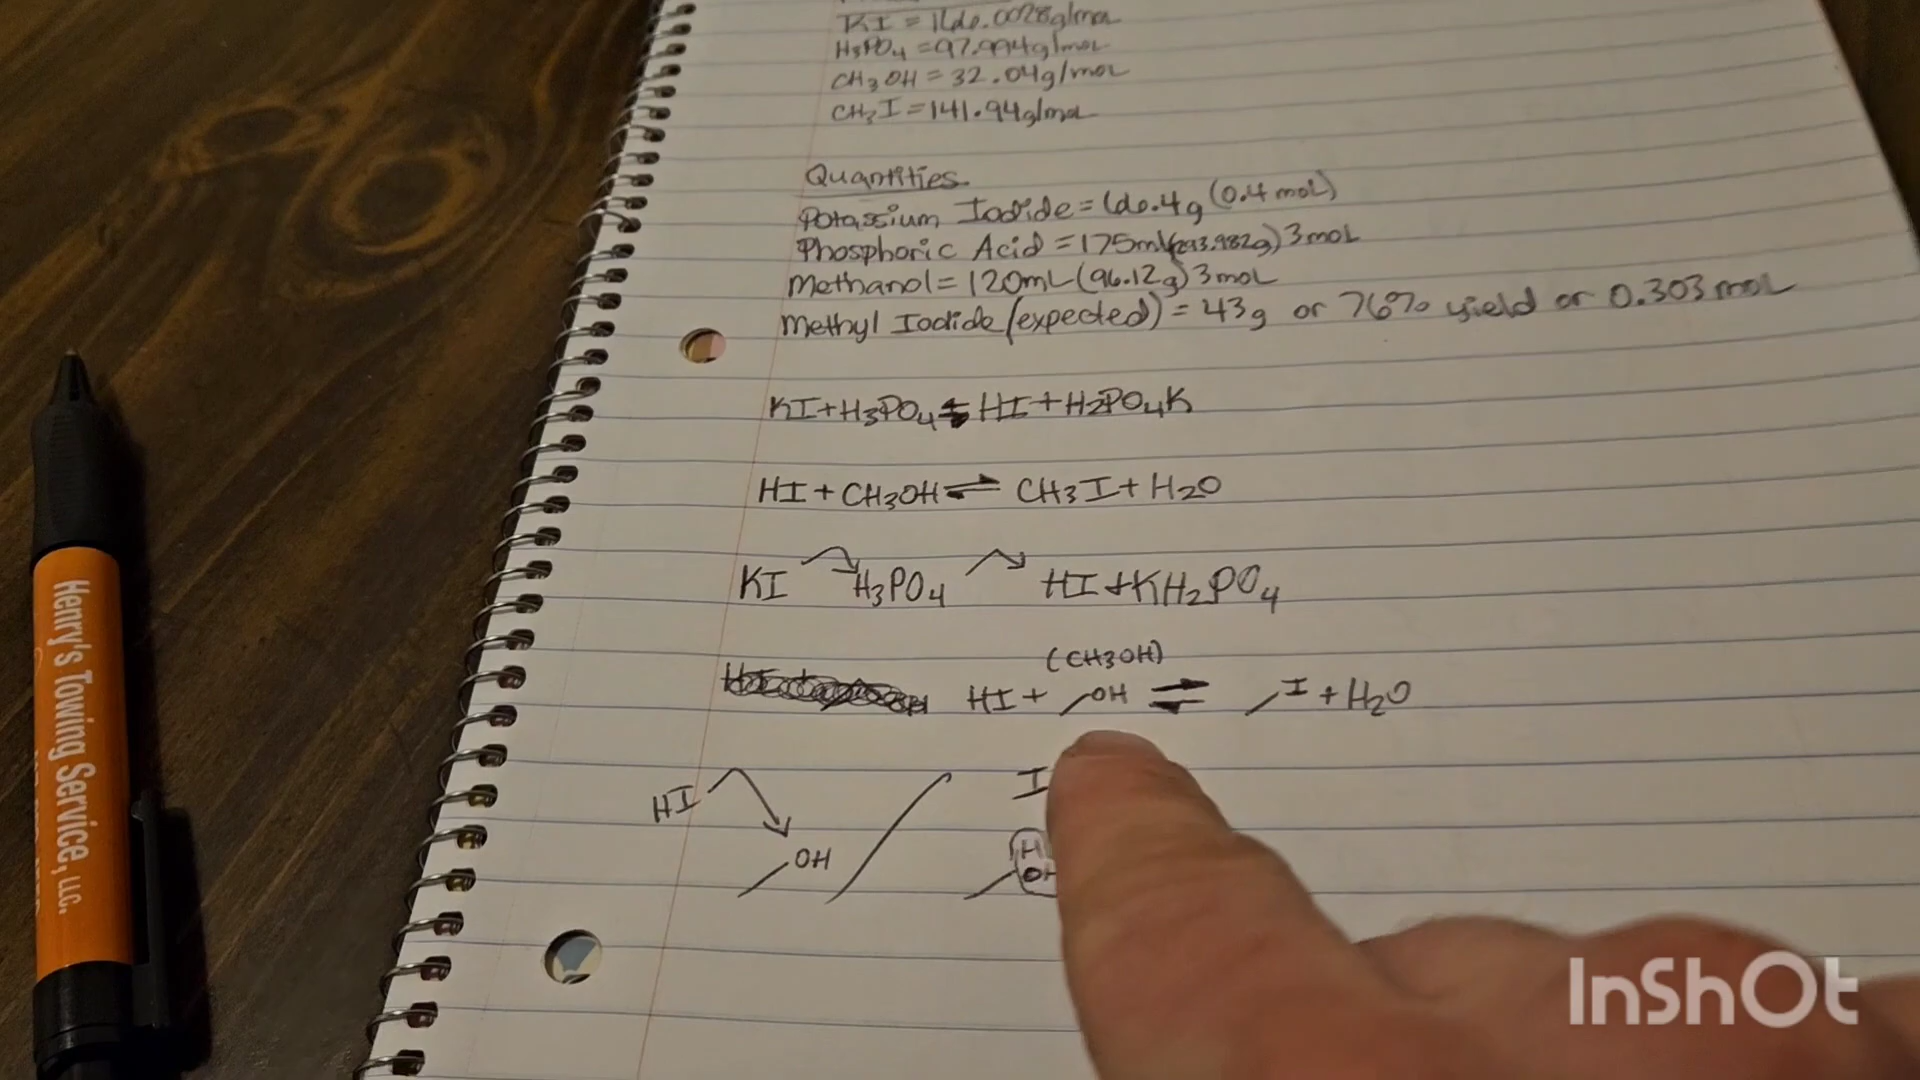 KI = 166.0028g/mol
H3PO4 = 97.994g/mol
CH3OH = 32.04g/mol
CH3I = 141.94g/mol
Quantities
Potassium Iodide = 66.4g (0.4 mol)
Phosphoric Acid = 175ml (293.982g) 3 mol
Methanol = 120mL (96.12g) 3 mol
Methyl Iodide (expected) = 43g or 76% yield or 0.303 mol
KI + H3PO4 ⇌ HI + H2PO4K
HI + CH3OH ⇌ CH3I + H2O
KI H3PO4 HI + KH2PO4
(CH3OH)
HI + OH ⇌ I + H2O
HI I
OH H
OH
Henry's Towing Service, LLC.
InShOt